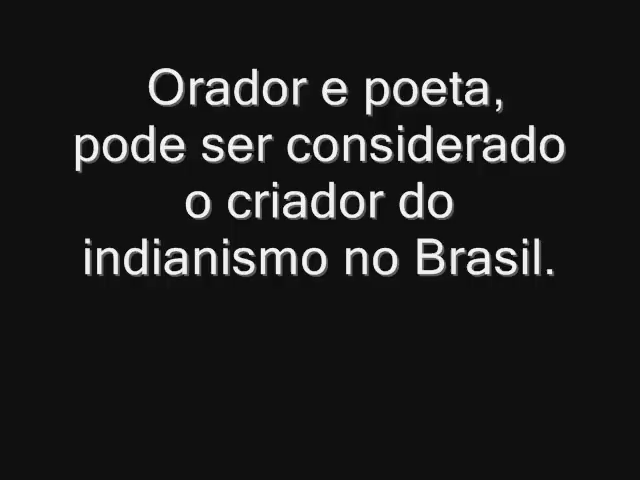 Orador e poeta,
pode ser considerado
o criador do
indianismo no Brasil.